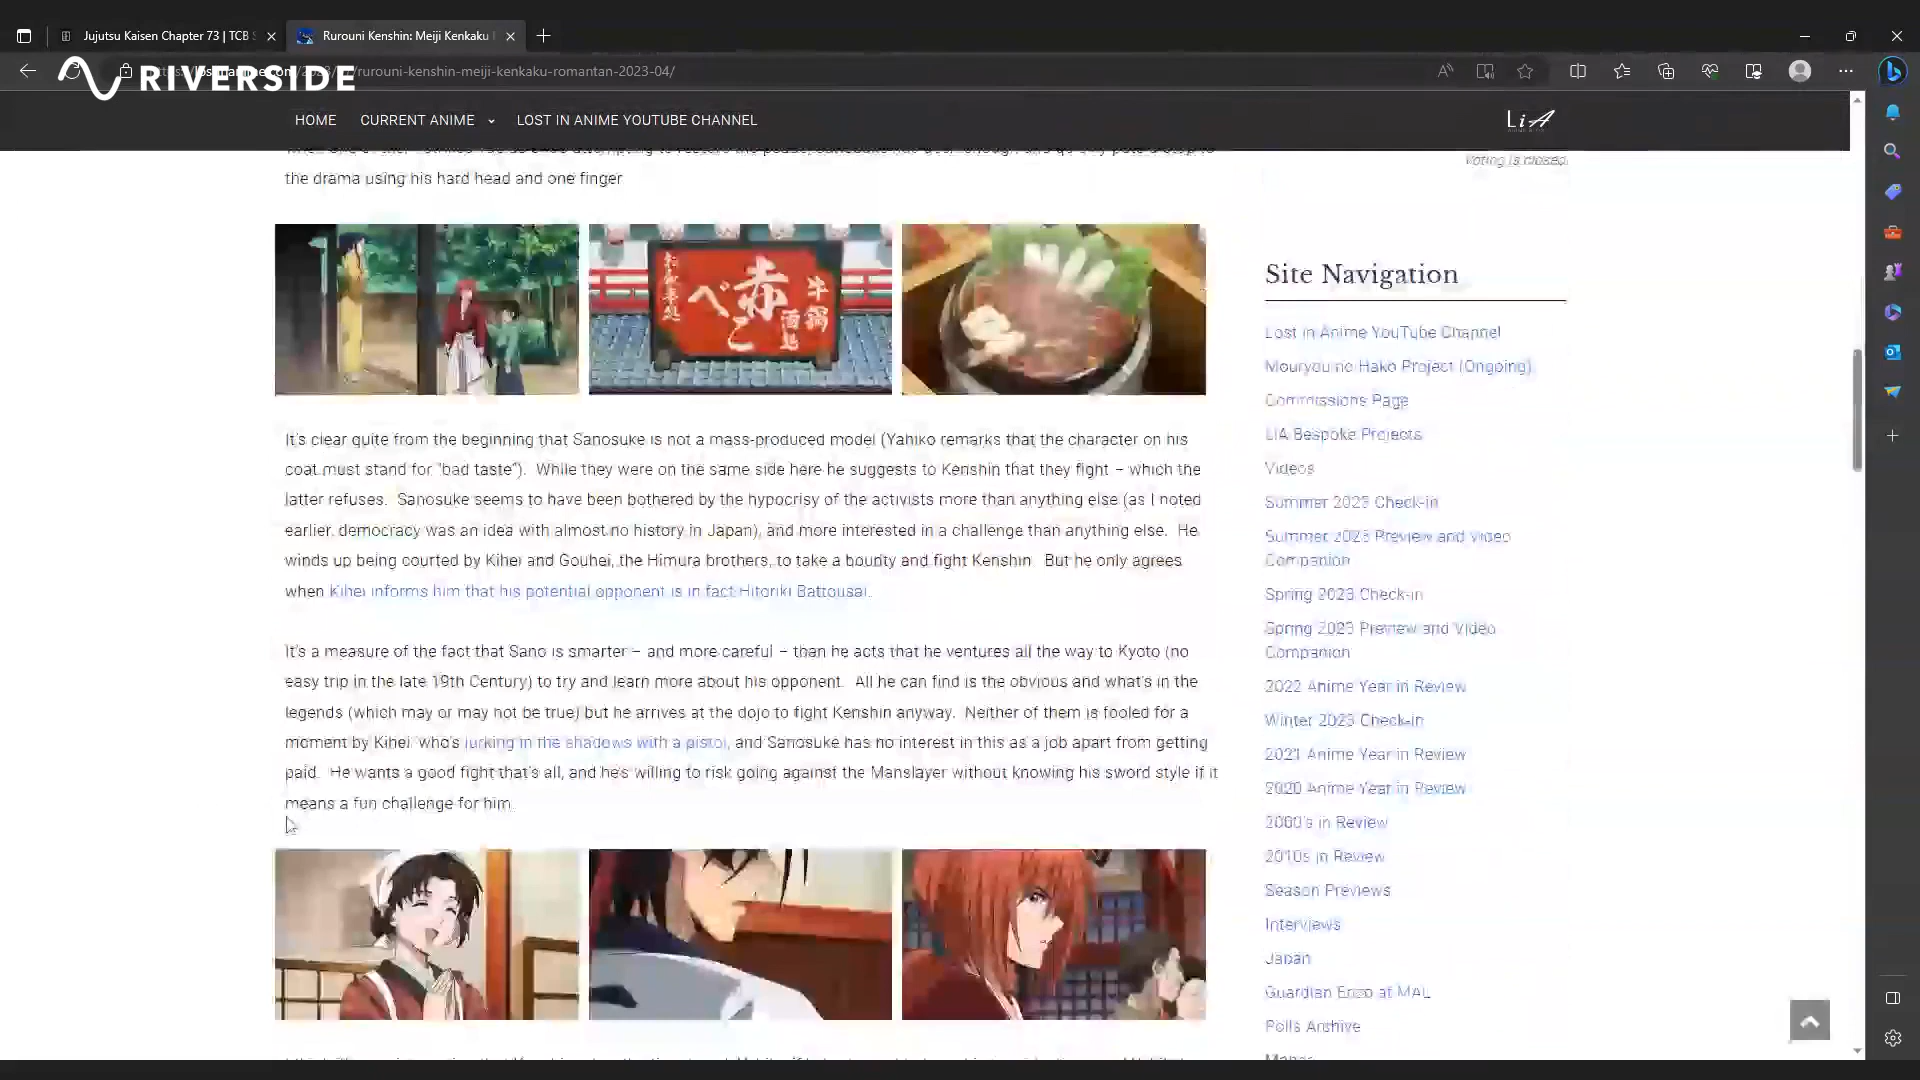 Jujutsu Kaisen Chapter 73 | TCB S
Rurouni Kenshin: Meiji Kenkaku
RIVERSIDE
/rurouni-kenshin-meiji-kenkaku-romantan-2023-04/
HOME
CURRENT ANIME
LOST IN ANIME YOUTUBE CHANNEL
LiA
the drama using his hard head and one finger
Voting is closed
牛鍋
酒処
赤
べ
こ
It's clear quite from the beginning that Sanosuke is not a mass-produced model (Yahiko remarks that the character on his
coat must stand for "bad taste"). While they were on the same side here he suggests to Kenshin that they fight – which the
latter refuses. Sanosuke seems to have been bothered by the hypocrisy of the activists more than anything else (as I noted
earlier, democracy was an idea with almost no history in Japan), and more interested in a challenge than anything else. He
winds up being courted by Kihei and Gouhei, the Himura brothers, to take a bounty and fight Kenshin. But he only agrees
when Kihei informs him that his potential opponent is in fact Hitoriki Battousai.
It's a measure of the fact that Sano is smarter – and more careful – than he acts that he ventures all the way to Kyoto (no
easy trip in the late 19th Century) to try and learn more about his opponent. All he can find is the obvious and what's in the
legends (which may or may not be true) but he arrives at the dojo to fight Kenshin anyway. Neither of them is fooled for a
moment by Kihei, who's lurking in the shadows with a pistol, and Sanosuke has no interest in this as a job apart from getting
paid. He wants a good fight that's all, and he's willing to risk going against the Manslayer without knowing his sword style if it
means a fun challenge for him.
Site Navigation
Lost in Anime YouTube Channel
Mouryou no Hako Project (Ongoing)
Commissions Page
LiA Bespoke Projects
Videos
Summer 2023 Check-in
Summer 2023 Preview and Video
Companion
Spring 2023 Check-in
Spring 2023 Preview and Video
Companion
2022 Anime Year in Review
Winter 2023 Check-in
2021 Anime Year in Review
2020 Anime Year in Review
2000's in Review
2010s in Review
Season Previews
Interviews
Japan
Guardian Enzo at MAL
Polls Archive